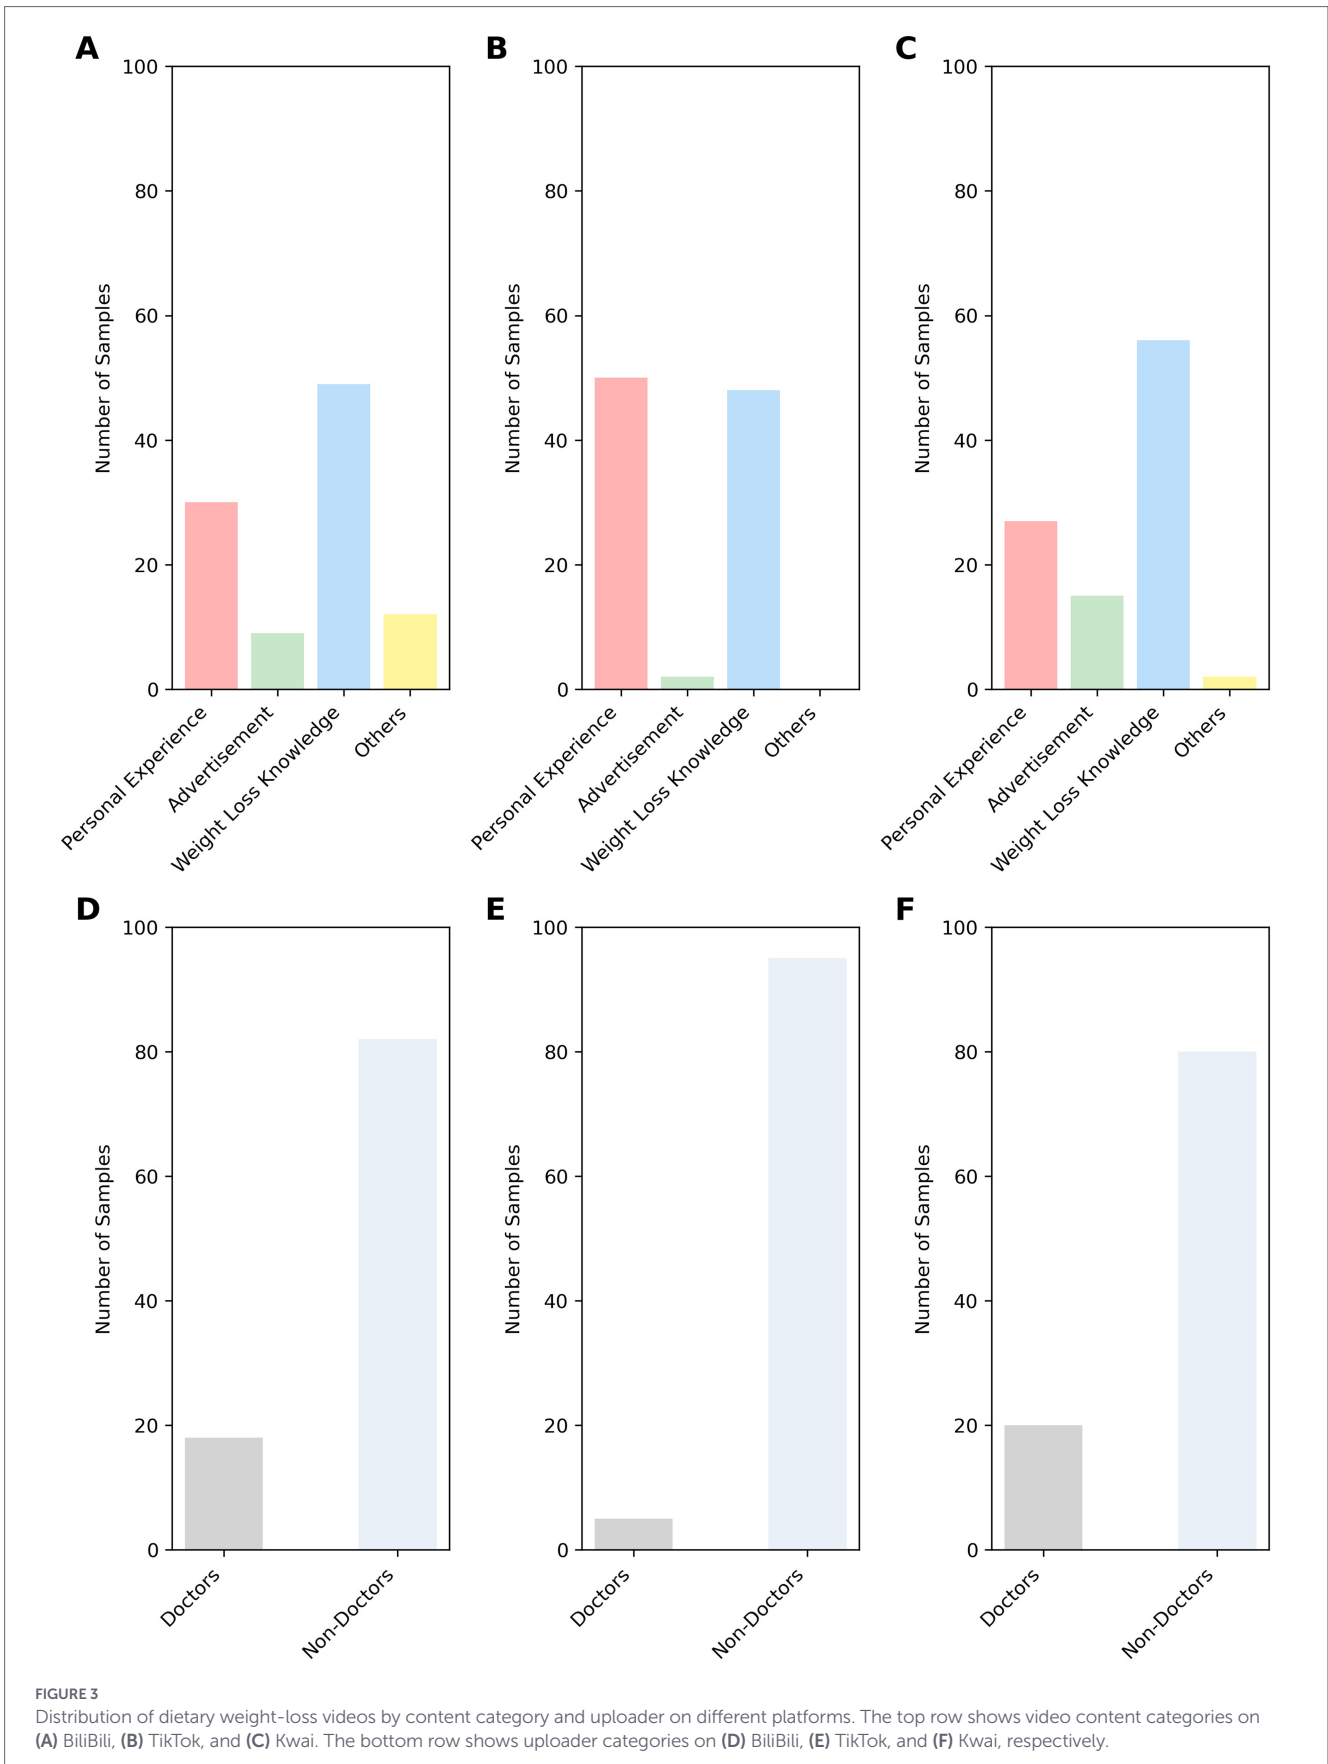 A
B
C
100
80
60
40
20
0
Number of Samples
Personal Experience
Advertisement
Weight Loss Knowledge
Others
100
80
60
40
20
0
Number of Samples
Personal Experience
Advertisement
Weight Loss Knowledge
Others
100
80
60
40
20
0
Number of Samples
Personal Experience
Advertisement
Weight Loss Knowledge
Others
D
E
F
100
80
60
40
20
0
Number of Samples
Doctors
Non-Doctors
100
80
60
40
20
0
Number of Samples
Doctors
Non-Doctors
100
80
60
40
20
0
Number of Samples
Doctors
Non-Doctors
FIGURE 3
Distribution of dietary weight-loss videos by content category and uploader on different platforms. The top row shows video content categories on
(A) BiliBili, (B) TikTok, and (C) Kwai. The bottom row shows uploader categories on (D) BiliBili, (E) TikTok, and (F) Kwai, respectively.